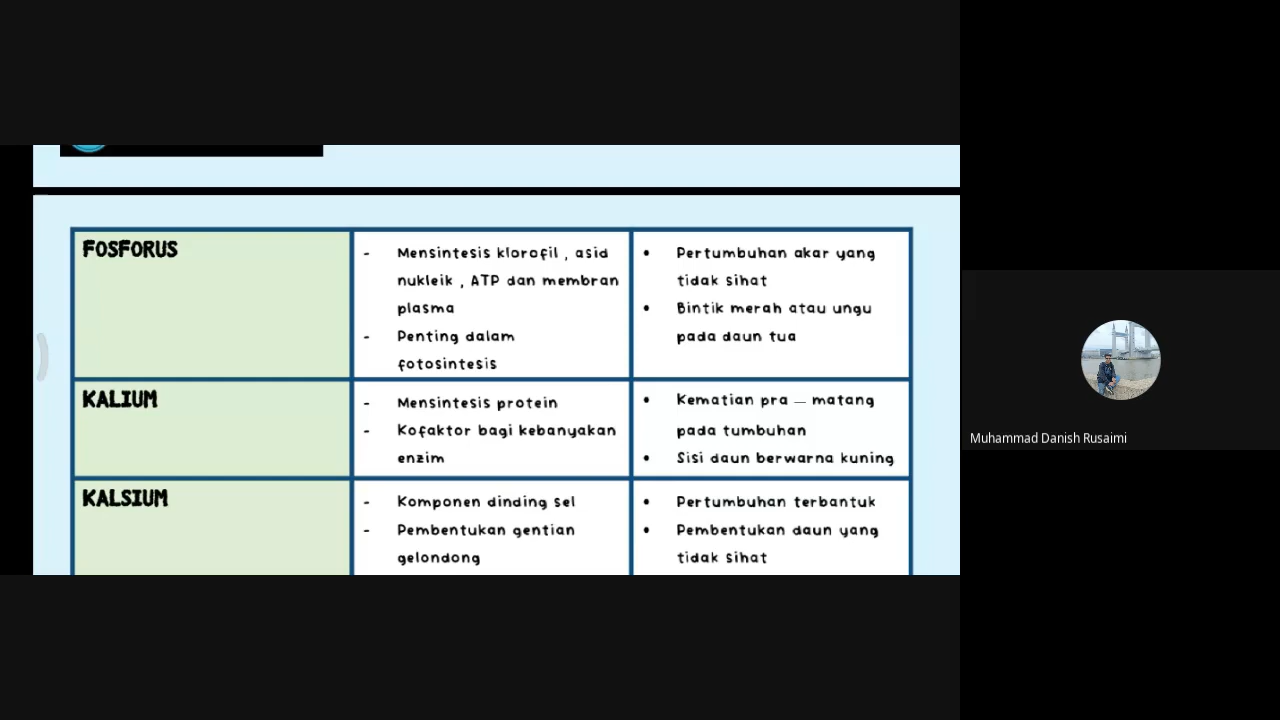 FOSFORUS
- Mensintesis klorofil , asid
nukleik , ATP dan membran
plasma
- Penting dalam
fotosintesis
• Pertumbuhan akar yang
tidak sihat
• Bintik merah atau ungu
pada daun tua
KALIUM
- Mensintesis protein
- Kofaktor bagi kebanyakan
enzim
• Kematian pra – matang
pada tumbuhan
• Sisi daun berwarna kuning
KALSIUM
- Komponen dinding sel
- Pembentukan gentian
gelondong
• Pertumbuhan terbantuk
• Pembentukan daun yang
tidak sihat
Muhammad Danish Rusaimi